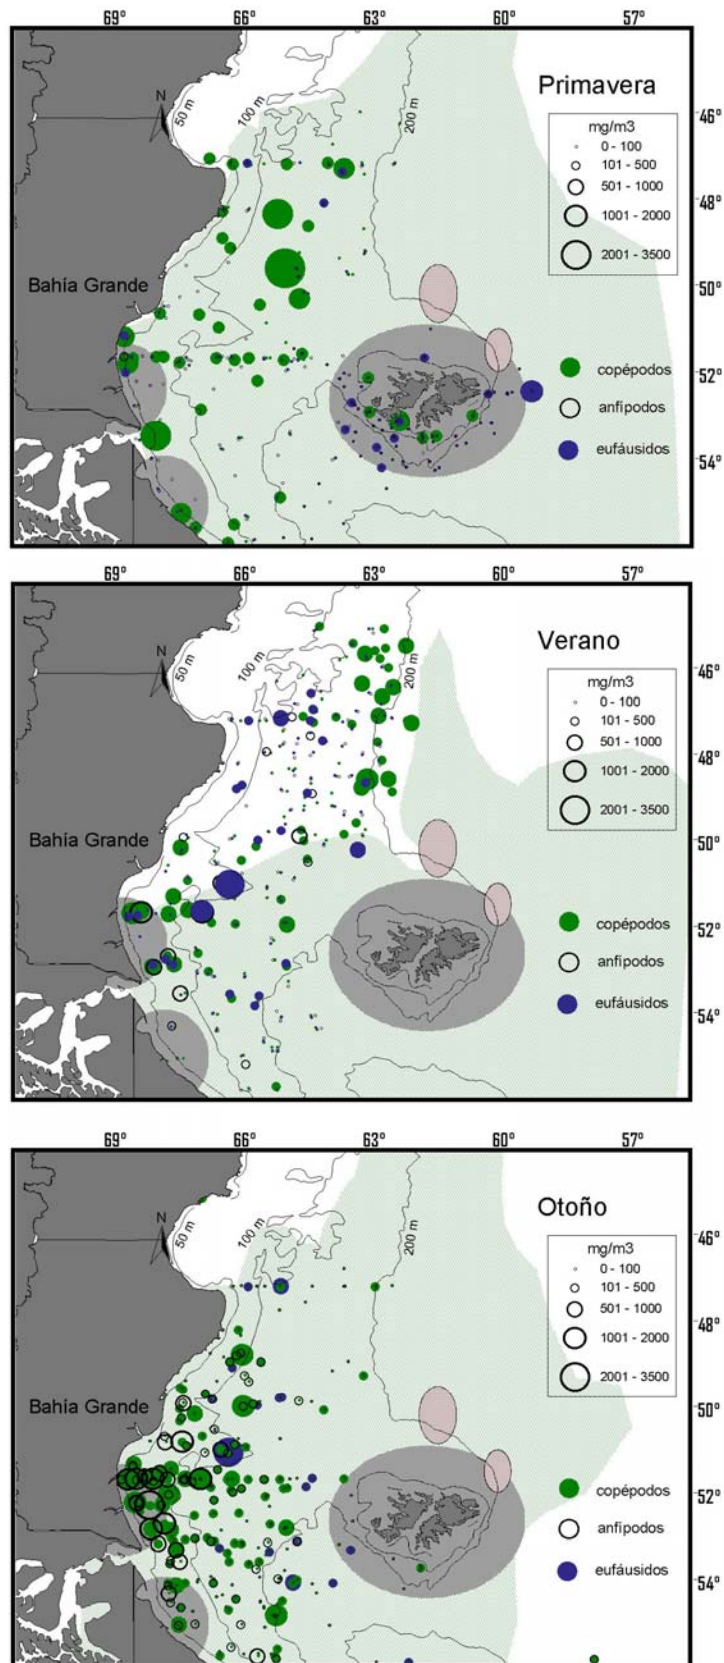 69° 66° 63° 60° 57°
Primavera
N
50 m
100 m
200 m
46°
mg/m3
0 - 100
101 - 500
501 - 1000
1001 - 2000
2001 - 3500
48°
Bahía Grande
50°
52°
copépodos
anfípodos
eufáusidos
54°
69° 66° 63° 60° 57°
Verano
N
50 m
100 m
200 m
46°
mg/m3
0 - 100
101 - 500
501 - 1000
1001 - 2000
2001 - 3500
48°
Bahía Grande
50°
52°
copépodos
anfípodos
eufáusidos
54°
69° 66° 63° 60° 57°
Otoño
N
50 m
100 m
200 m
46°
mg/m3
0 - 100
101 - 500
501 - 1000
1001 - 2000
2001 - 3500
48°
Bahía Grande
50°
52°
copépodos
anfípodos
eufáusidos
54°